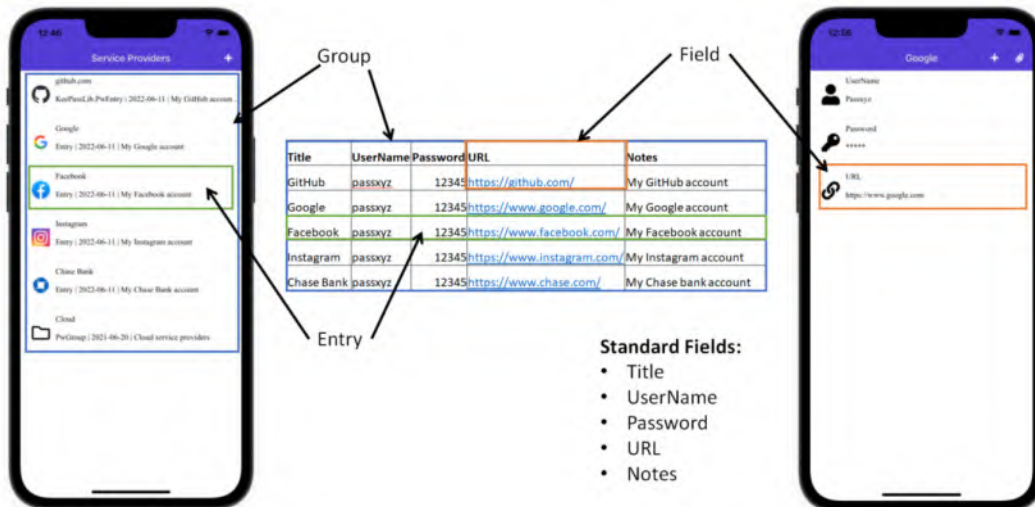 12:46
Service Providers +
github.com
KeePassLib.PwEntry | 2022-06-11 | My GitHub accoun...
Google
Entry | 2022-06-11 | My Google account
Facebook
Entry | 2022-06-11 | My Facebook account
Instagram
Entry | 2022-06-11 | My Instagram account
Chase Bank
Entry | 2022-06-11 | My Chase Bank account
Cloud
PwGroup | 2021-06-20 | Cloud service providers
Group
Field
Title UserName Password URL Notes
GitHub passxyz 12345 https://github.com/ My GitHub account
Google passxyz 12345 https://www.google.com/ My Google account
Facebook passxyz 12345 https://www.facebook.com/ My Facebook account
Instagram passxyz 12345 https://www.instagram.com/ My Instagram account
Chase Bank passxyz 12345 https://www.chase.com/ My Chase bank account
Entry
Standard Fields:
• Title
• UserName
• Password
• URL
• Notes
Google +
UserName
Passxyz
Password
*****
URL
https://www.google.com